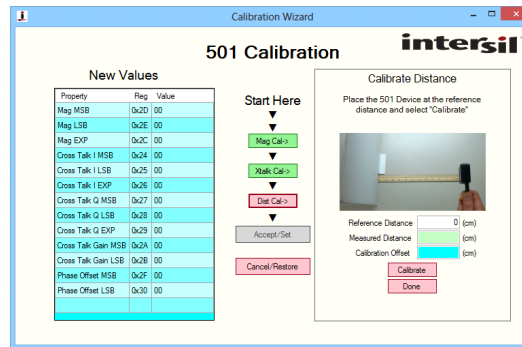 Calibration Wizard
intersil
501 Calibration
New Values
Property Reg Value
Mag MSB 0x2D 00
Mag LSB 0x2E 00
Mag EXP 0x2C 00
Cross Talk I MSB 0x24 00
Cross Talk I LSB 0x25 00
Cross Talk I EXP 0x26 00
Cross Talk Q MSB 0x27 00
Cross Talk Q LSB 0x28 00
Cross Talk Q EXP 0x29 00
Cross Talk Gain MSB 0x2A 00
Cross Talk Gain LSB 0x2B 00
Phase Offset MSB 0x2F 00
Phase Offset LSB 0x30 00
Start Here
Mag Cal->
Xtalk Cal->
Dist Cal->
Accept/Set
Cancel/Restore
Calibrate Distance
Place the 501 Device at the reference
distance and select "Calibrate"
Reference Distance 0 (cm)
Measured Distance (cm)
Calibration Offset (cm)
Calibrate
Done